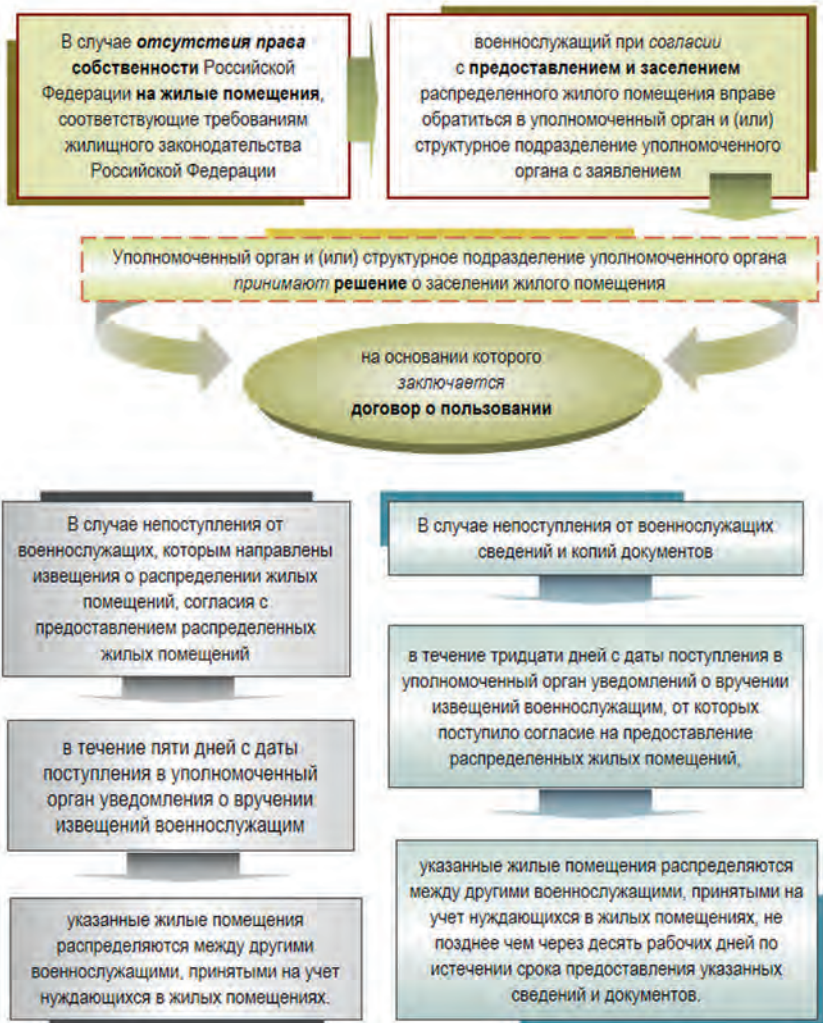 В случае отсутствия права
собственности Российской
Федерации на жилые помещения,
соответствующие требованиям
жилищного законодательства
Российской Федерации
военнослужащий при согласии
с предоставлением и заселением
распределенного жилого помещения вправе
обратиться в уполномоченный орган и (или)
структурное подразделение уполномоченного
органа с заявлением
Уполномоченный орган и (или) структурное подразделение уполномоченного органа
принимают решение о заселении жилого помещения
на основании которого
заключается
договор о пользовании
В случае непоступления от
военнослужащих, которым направлены
извещения о распределении жилых
помещений, согласия с
предоставлением распределенных
жилых помещений
в течение пяти дней с даты
поступления в уполномоченный
орган уведомления о вручении
извещений военнослужащим
указанные жилые помещения
распределяются между другими
военнослужащими, принятыми на учет
нуждающихся в жилых помещениях.
В случае непоступления от военнослужащих
сведений и копий документов
в течение тридцати дней с даты поступления в
уполномоченный орган уведомлений о вручении
извещений военнослужащим, от которых
поступило согласие на предоставление
распределенных жилых помещений,
указанные жилые помещения распределяются
между другими военнослужащими, принятыми на
учет нуждающихся в жилых помещениях, не
позднее чем через десять рабочих дней по
истечении срока предоставления указанных
сведений и документов.